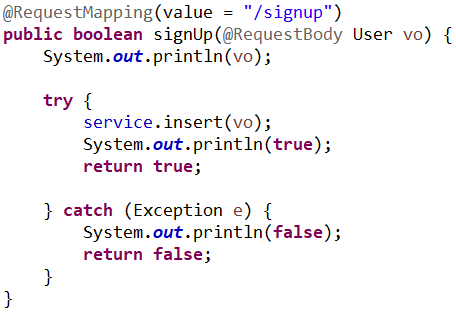 @RequestMapping(value = "/signup")
public boolean signUp(@RequestBody User vo) {
    System.out.println(vo);

    try {
        service.insert(vo);
        System.out.println(true);
        return true;

    } catch (Exception e) {
        System.out.println(false);
        return false;
    }
}